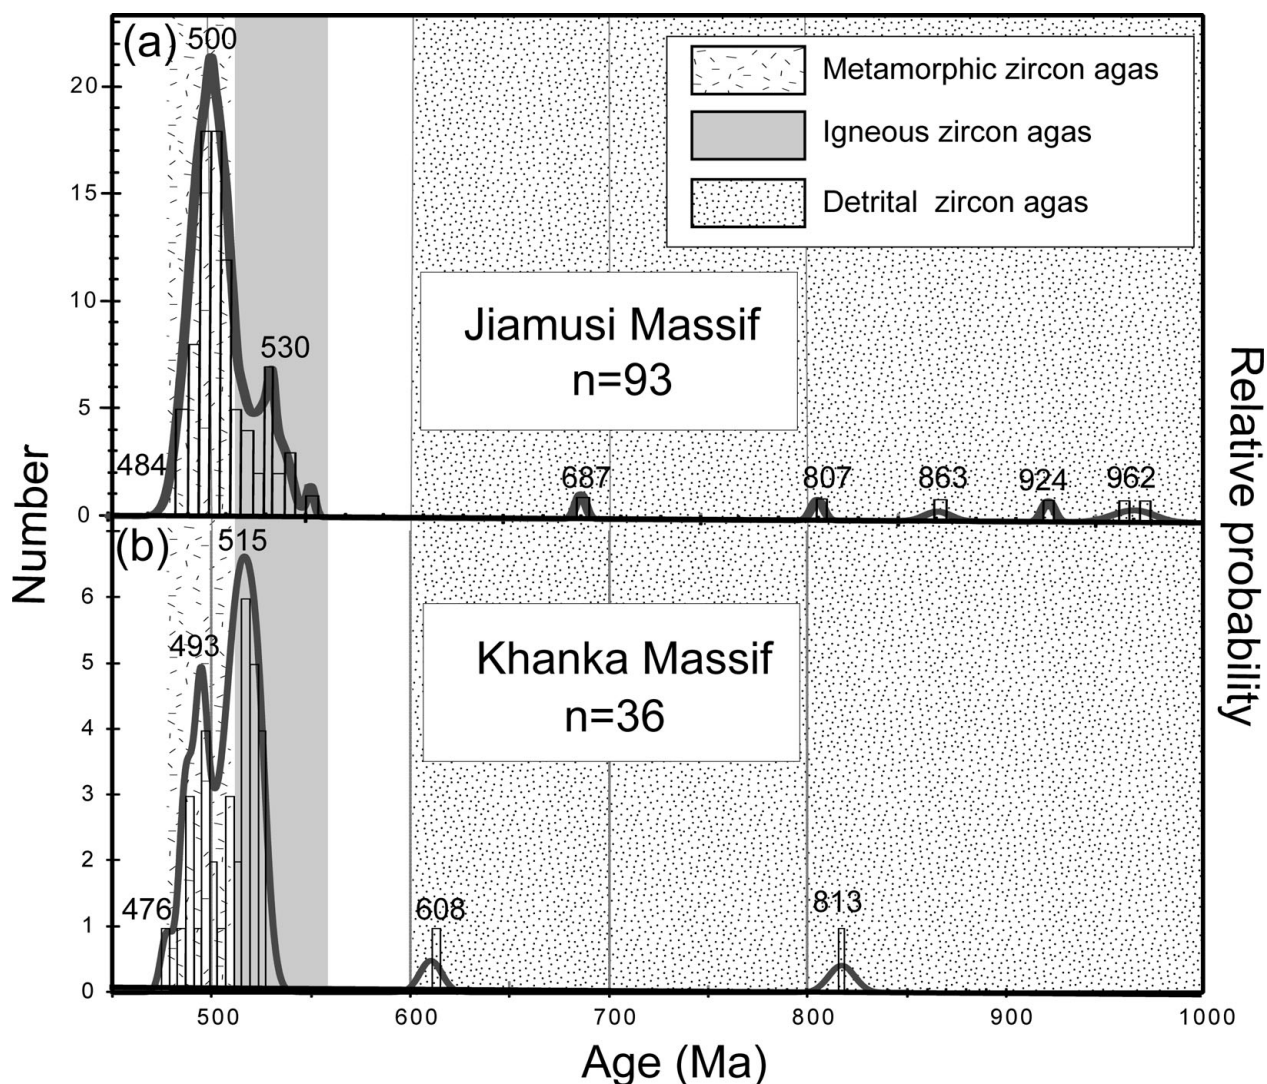 (a)
500
Metamorphic zircon agas
Igneous zircon agas
Detrital zircon agas
20
15
10
5
0
530
484
Jiamusi Massif
n=93
687
807
863
924
962
(b)
515
493
476
Khanka Massif
n=36
608
813
6
5
4
3
2
1
0
500 600 700 800 900 1000
Age (Ma)
Number
Relative probability